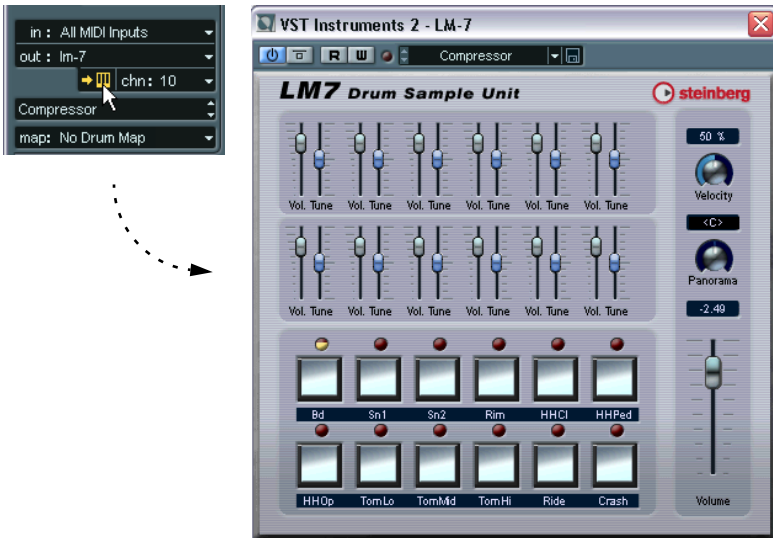 in : All MIDI Inputs
out : lm-7
chn: 10
Compressor
map: No Drum Map
VST Instruments 2 - LM-7
R W Compressor
LM7 Drum Sample Unit
steinberg
50 %
Velocity
<C>
Panorama
-2.49
Volume
Vol. Tune Vol. Tune Vol. Tune Vol. Tune Vol. Tune Vol. Tune
Vol. Tune Vol. Tune Vol. Tune Vol. Tune Vol. Tune Vol. Tune
Bd Sn1 Sn2 Rim HHCl HHPed
HHOp TomLo TomMid TomHi Ride Crash